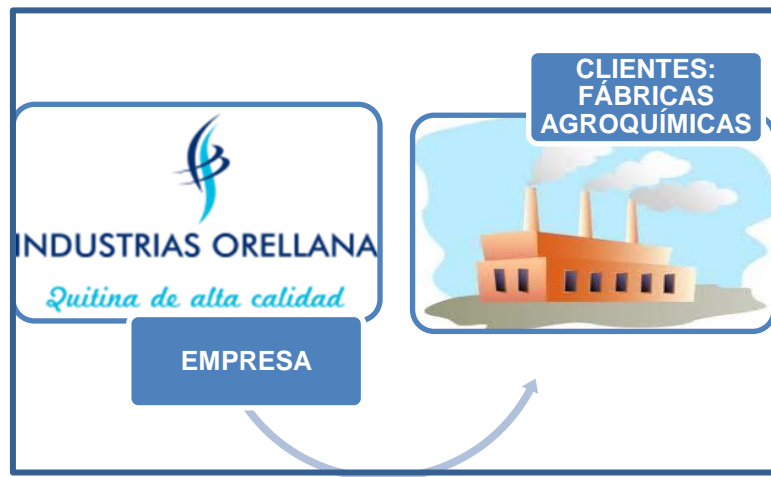 INDUSTRIAS ORELLANA
Quitina de alta calidad
EMPRESA
CLIENTES:
FÁBRICAS
AGROQUÍMICAS